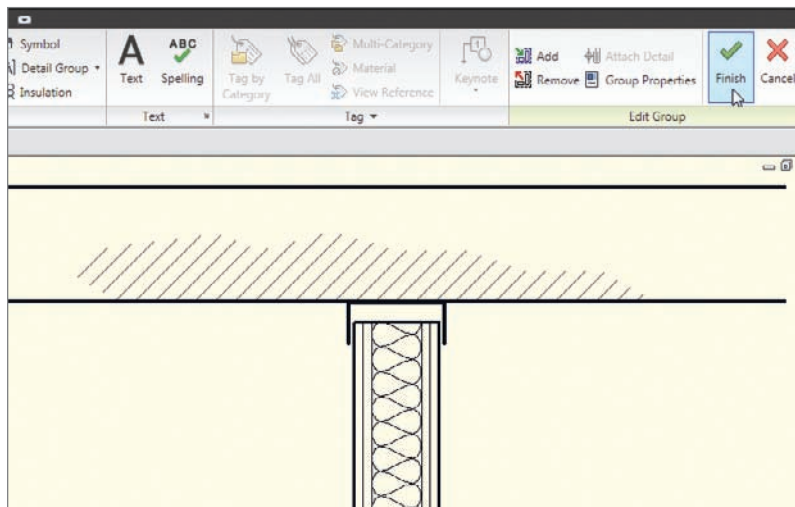 Symbol
Detail Group
Insulation
A
Text
ABC
Spelling
Tag by
Category
Tag All
Multi-Category
Material
View Reference
1
Keynote
Add
Remove
Attach Detail
Group Properties
Finish
Cancel
Text
Tag
Edit Group